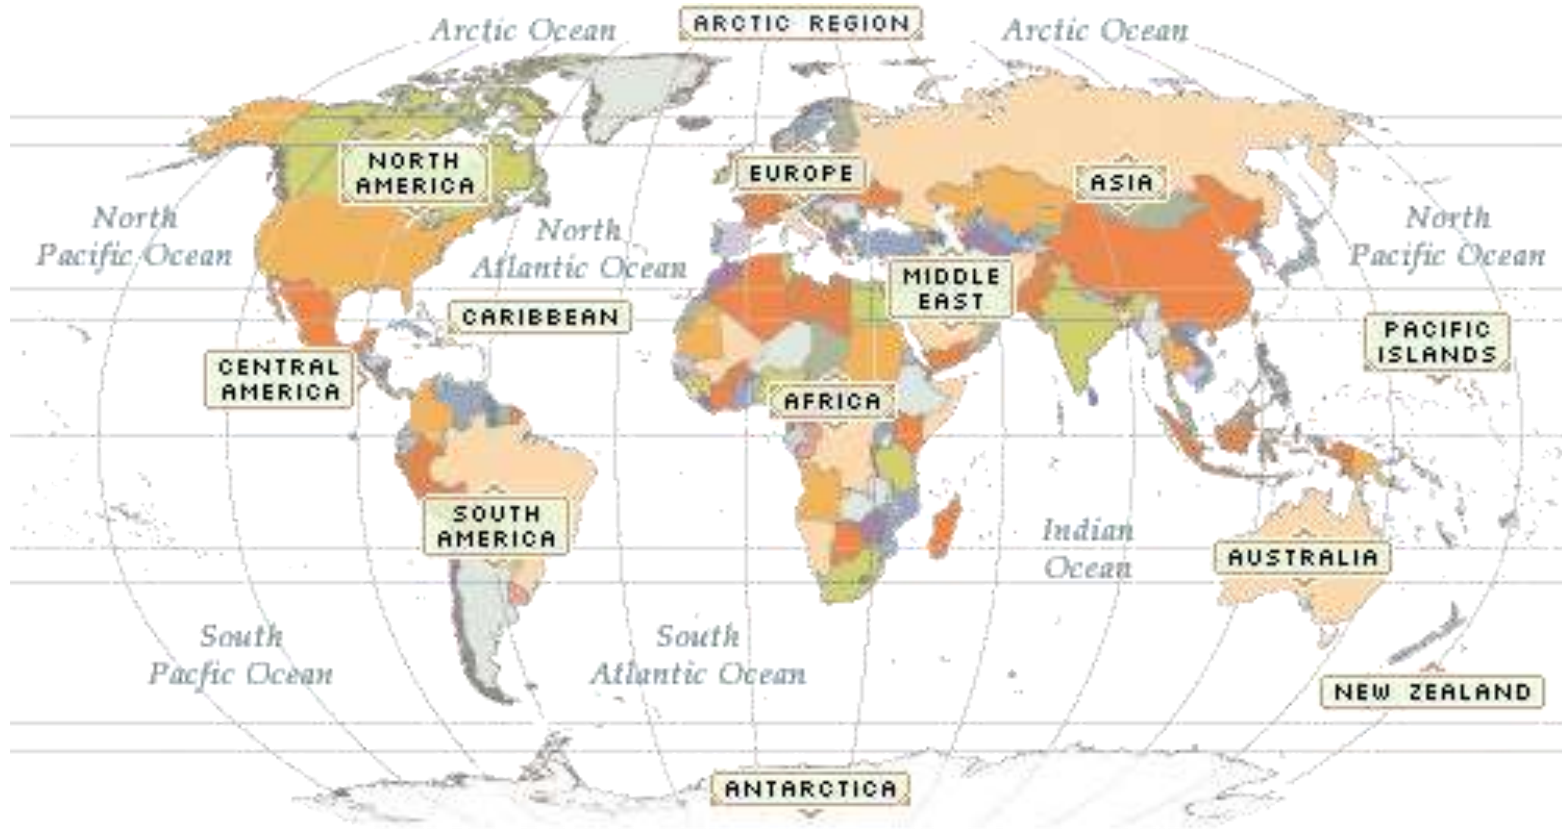 Arctic Ocean
ARCTIC REGION
Arctic Ocean
NORTH
AMERICA
EUROPE
ASIA
North
Pacific Ocean
North
Atlantic Ocean
North
Pacific Ocean
MIDDLE
EAST
CARIBBEAN
PACIFIC
ISLANDS
CENTRAL
AMERICA
AFRICA
SOUTH
AMERICA
Indian
Ocean
AUSTRALIA
South
Pacfic Ocean
South
Atlantic Ocean
NEW ZEALAND
ANTARCTICA